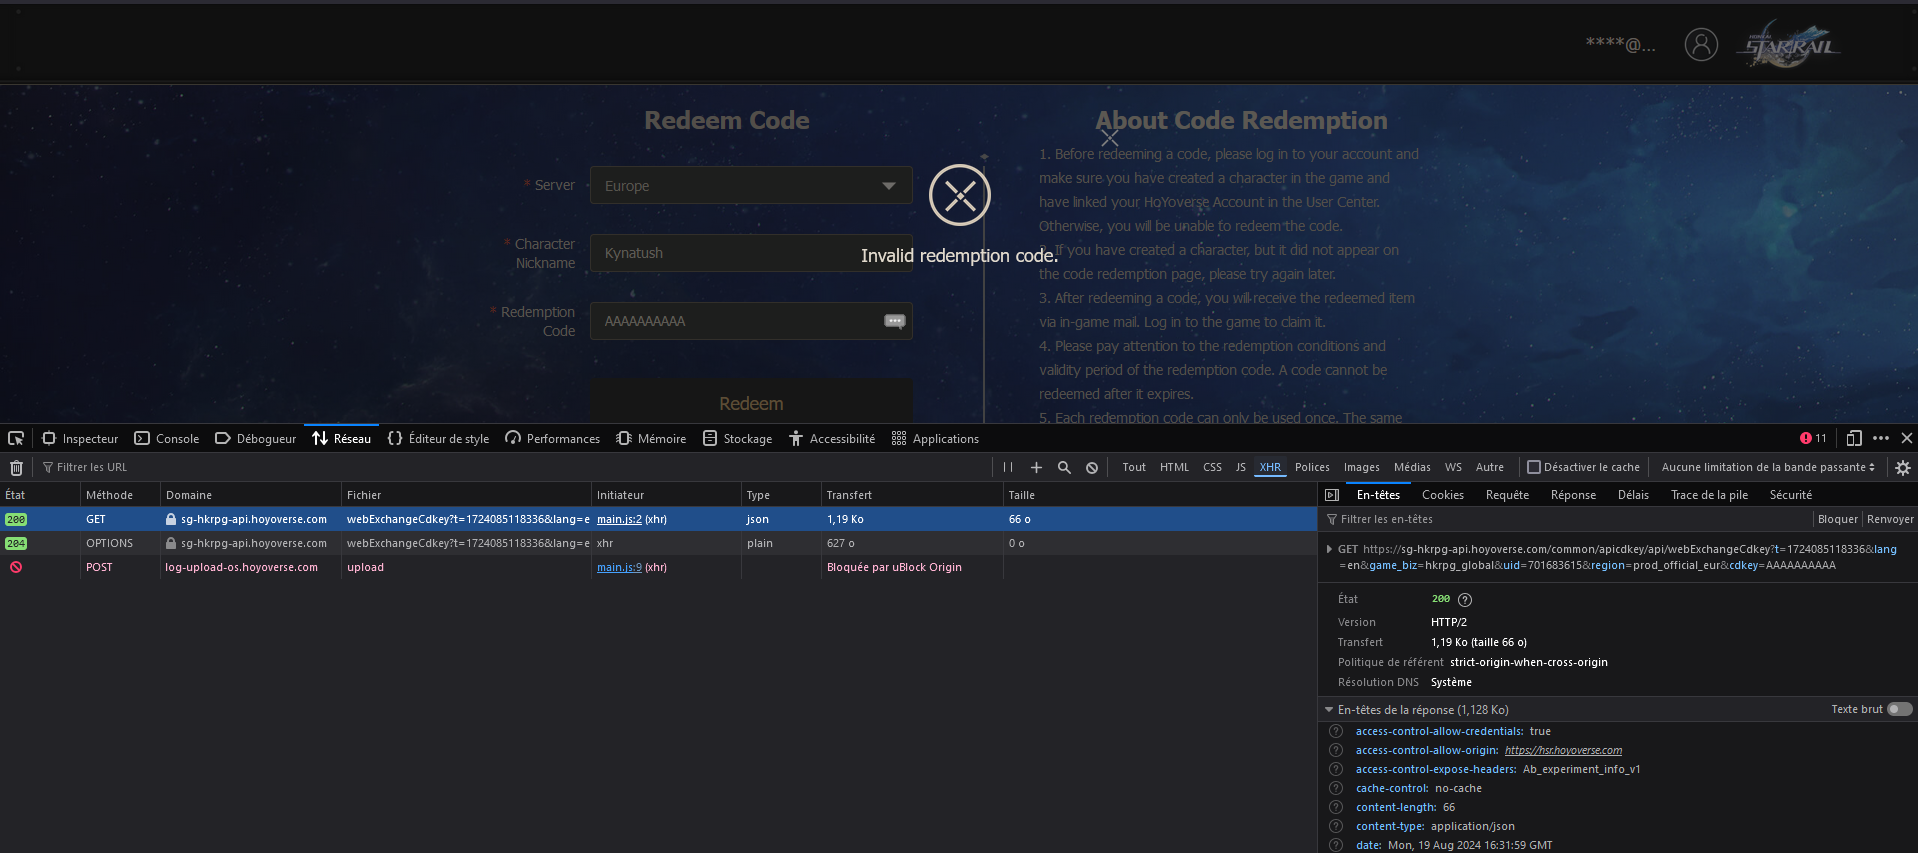 ****@...
HONKAI
STAR RAIL
Redeem Code
* Server
Europe
* Character
Nickname
Kynatush
* Redemption
Code
AAAAAAAAAA
Redeem
About Code Redemption
1. Before redeeming a code, please log in to your account and
make sure you have created a character in the game and
have linked your HoYoverse Account in the User Center.
Otherwise, you will be unable to redeem the code.
2. If you have created a character, but it did not appear on
the code redemption page, please try again later.
3. After redeeming a code, you will receive the redeemed item
via in-game mail. Log in to the game to claim it.
4. Please pay attention to the redemption conditions and
validity period of the redemption code. A code cannot be
redeemed after it expires.
5. Each redemption code can only be used once. The same
Invalid redemption code.
Inspecteur Console Débogueur Réseau Éditeur de style Performances Mémoire Stockage Accessibilité Applications 11
Filtrer les URL Tout HTML CSS JS XHR Polices Images Médias WS Autre Désactiver le cache Aucune limitation de la bande passante
État Méthode Domaine Fichier Initiateur Type Transfert Taille
200 GET sg-hkrpg-api.hoyoverse.com webExchangeCdkey?t=1724085118336&lang=e main.js:2 (xhr) json 1,19 Ko 66 o
204 OPTIONS sg-hkrpg-api.hoyoverse.com webExchangeCdkey?t=1724085118336&lang=e xhr plain 627 o 0 o
POST log-upload-os.hoyoverse.com upload main.js:9 (xhr) Bloquée par uBlock Origin
En-têtes Cookies Requête Réponse Délais Trace de la pile Sécurité
Filtrer les en-têtes Bloquer Renvoyer
GET https://sg-hkrpg-api.hoyoverse.com/common/apicdkey/api/webExchangeCdkey?t=1724085118336&lang
=en&game_biz=hkrpg_global&uid=701683615&region=prod_official_eur&cdkey=AAAAAAAAAA
État 200
Version HTTP/2
Transfert 1,19 Ko (taille 66 o)
Politique de référent strict-origin-when-cross-origin
Résolution DNS Système
En-têtes de la réponse (1,128 Ko) Texte brut
access-control-allow-credentials: true
access-control-allow-origin: https://hsr.hoyoverse.com
access-control-expose-headers: Ab_experiment_info_v1
cache-control: no-cache
content-length: 66
content-type: application/json
date: Mon, 19 Aug 2024 16:31:59 GMT